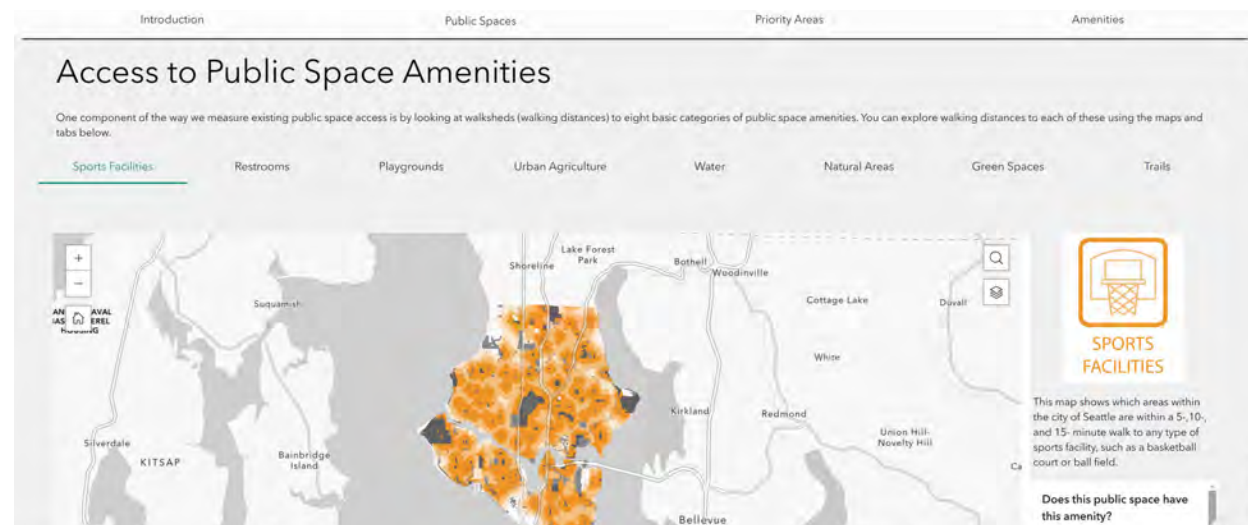 Introduction Public Spaces Priority Areas Amenities
Access to Public Space Amenities
One component of the way we measure existing public space access is by looking at walksheds (walking distances) to eight basic categories of public space amenities. You can explore walking distances to each of these using the maps and
tabs below.
Sports Facilities Restrooms Playgrounds Urban Agriculture Water Natural Areas Green Spaces Trails
+
−
Lake Forest
Park
Shoreline
Bothell
Woodinville
Suquamish
Cottage Lake
Duvall
HOUSING
White
Kirkland
Redmond
Union Hill-
Novelty Hill
Silverdale
KITSAP
Bainbridge
Island
Bellevue
SPORTS
FACILITIES
This map shows which areas within
the city of Seattle are within a 5-,10-,
and 15- minute walk to any type of
sports facility, such as a basketball
court or ball field.
Does this public space have
this amenity?